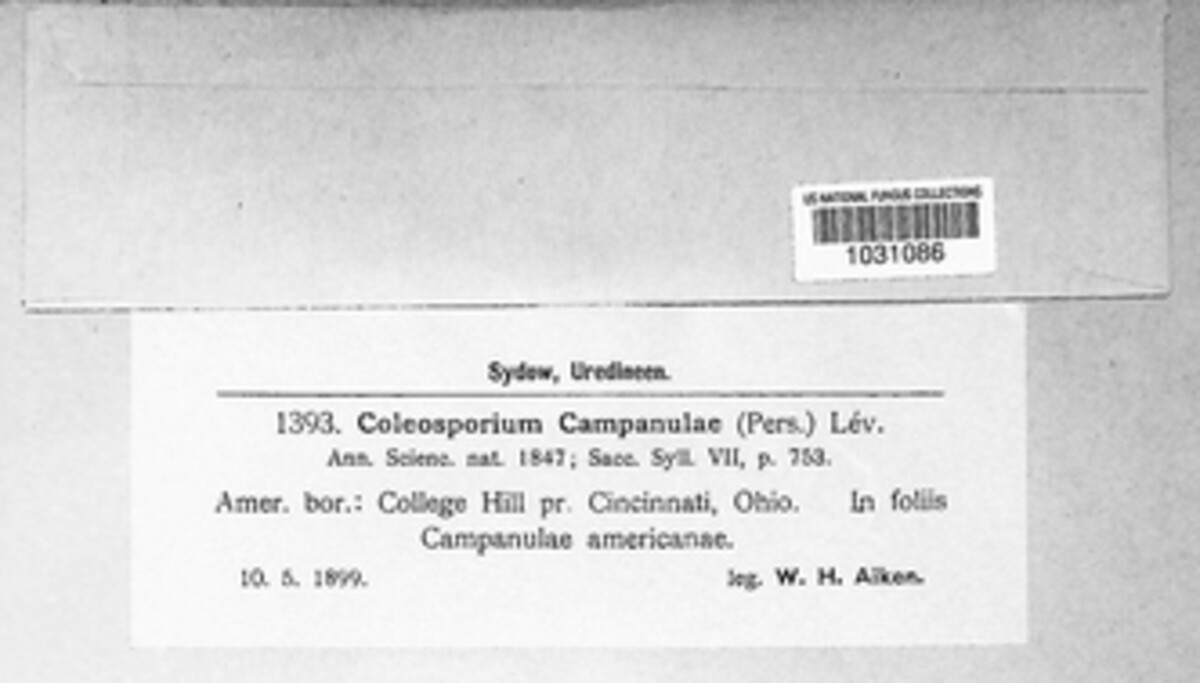 US NATIONAL FUNGUS COLLECTIONS
1031086
Sydow, Uredineen.
1393. Coleosporium Campanulae (Pers.) Lév.
Ann. Scienc. nat. 1847; Sacc. Syll. VII, p. 753.
Amer. bor.: College Hill pr. Cincinnati, Ohio. In foliis
Campanulae americanae.
10. 5. 1899.
leg. W. H. Aiken.